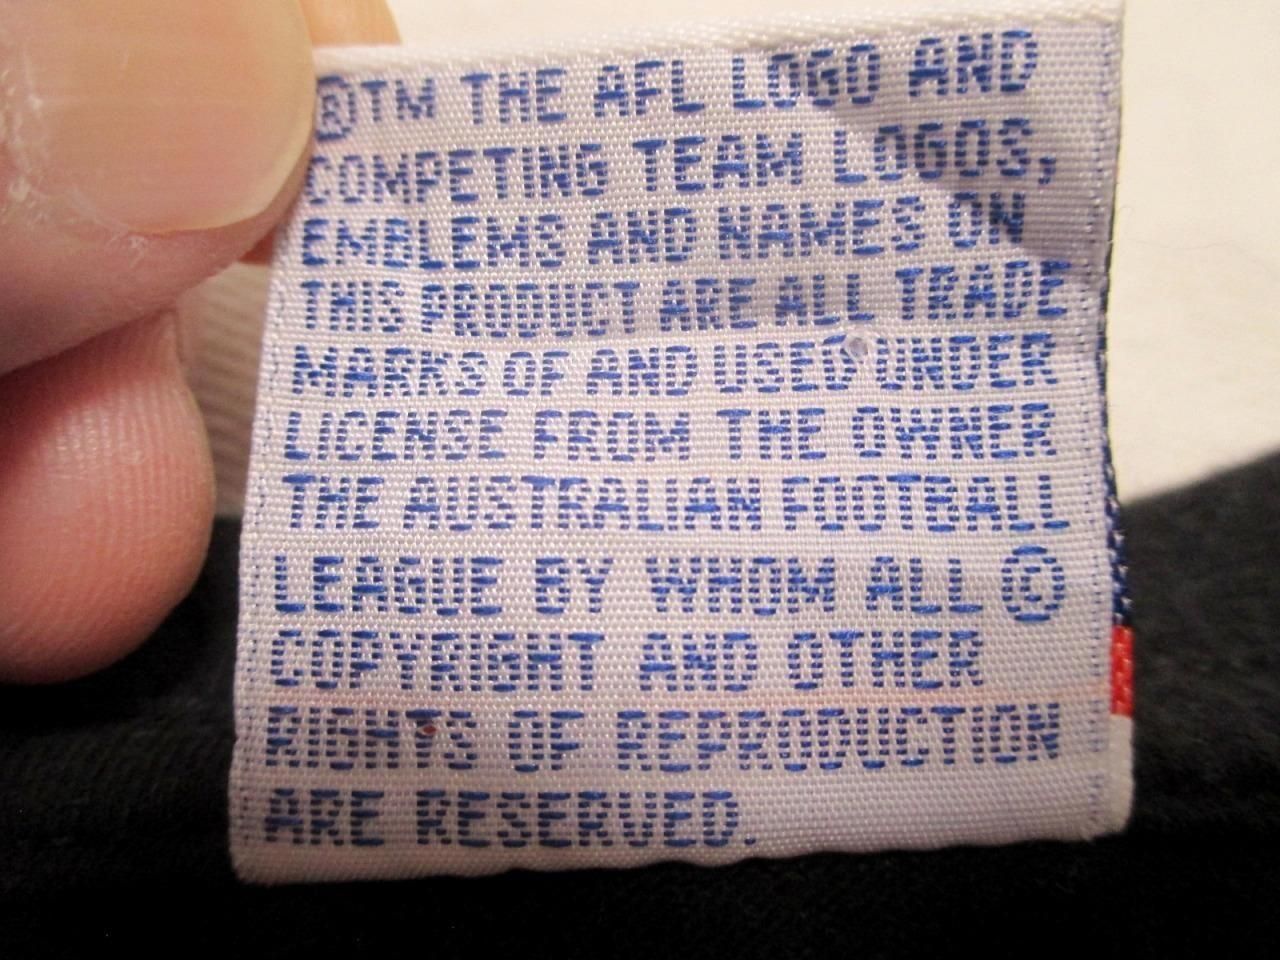 ®TM THE AFL LOGO AND
COMPETING TEAM LOGOS,
EMBLEMS AND NAMES ON
THIS PRODUCT ARE ALL TRADE
MARKS OF AND USED UNDER
LICENSE FROM THE OWNER
THE AUSTRALIAN FOOTBALL
LEAGUE BY WHOM ALL ©
COPYRIGHT AND OTHER
RIGHTS OF REPRODUCTION
ARE RESERVED.